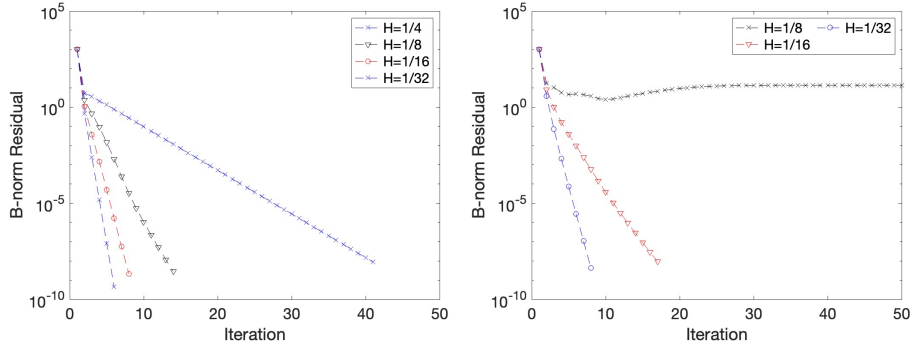 10^5
10^0
10^-5
10^-10
B-norm Residual
0 10 20 30 40 50
Iteration
H=1/4
H=1/8
H=1/16
H=1/32
10^5
10^0
10^-5
10^-10
B-norm Residual
0 10 20 30 40 50
Iteration
H=1/8 H=1/32
H=1/16